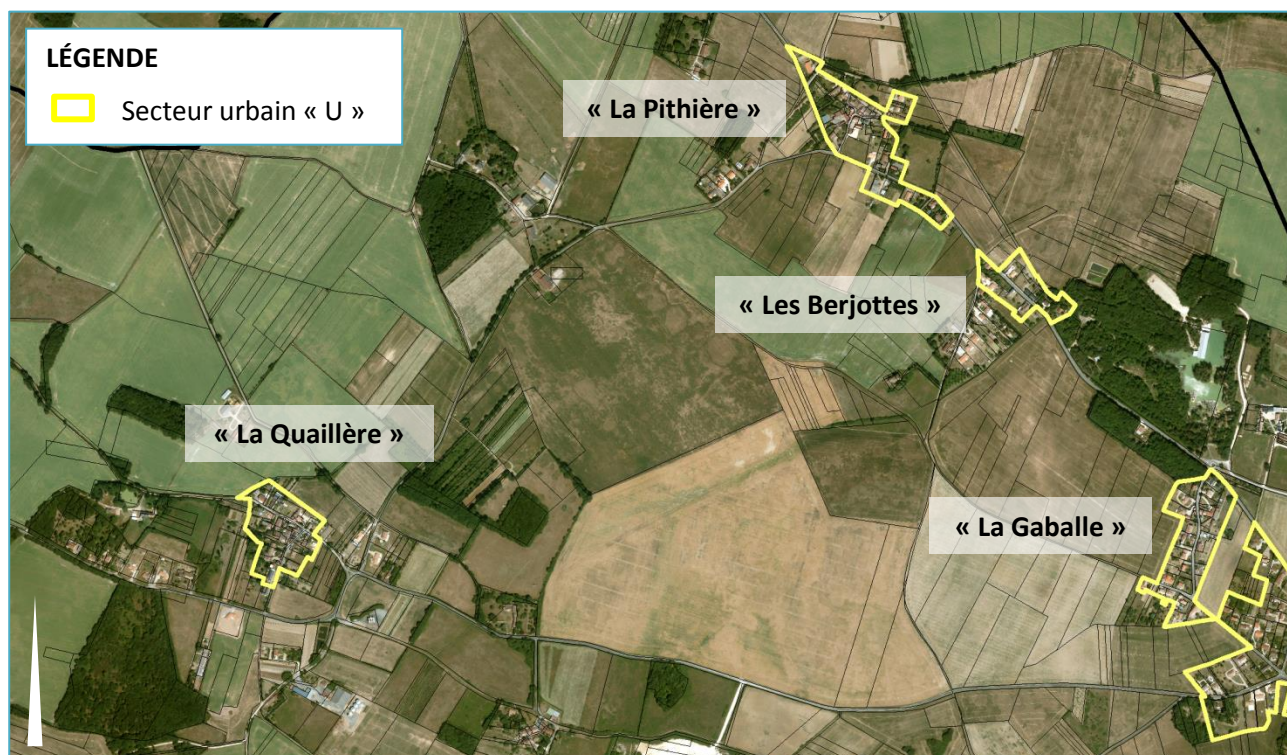 LÉGENDE
Secteur urbain « U »
« La Pithière »
« Les Berjottes »
« La Quaillère »
« La Gaballe »